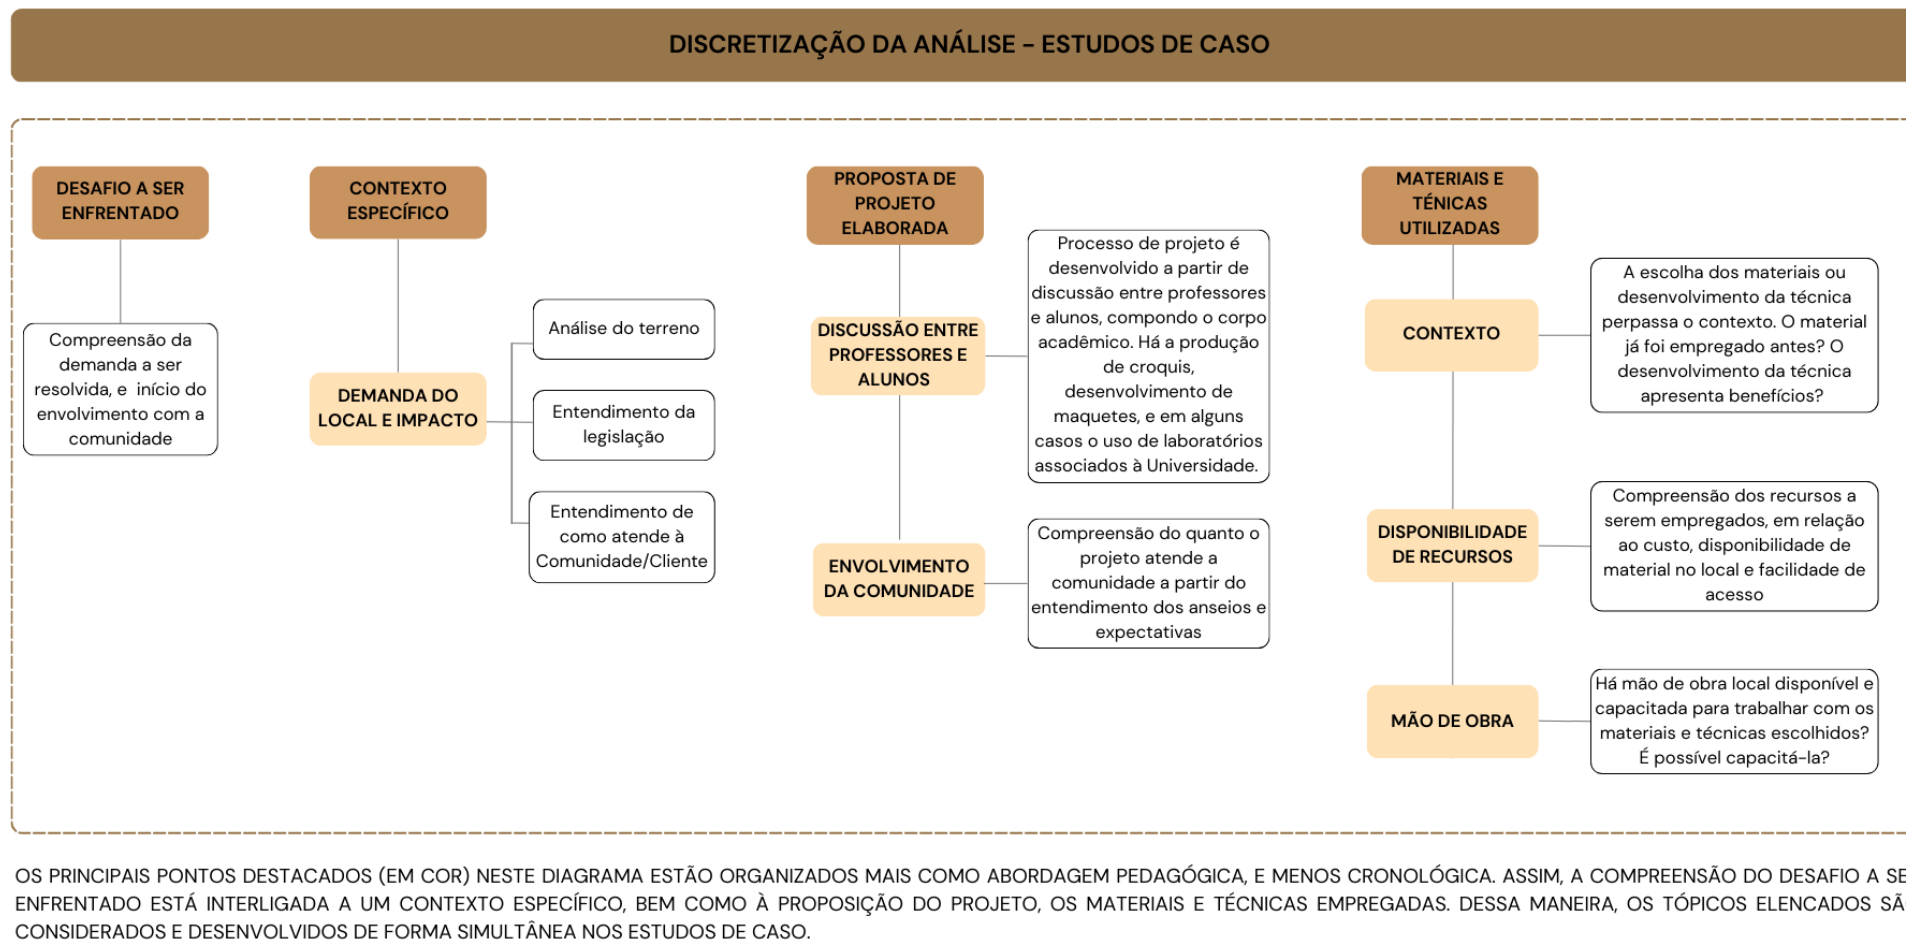 DISCRETIZAÇÃO DA ANÁLISE - ESTUDOS DE CASO
DESAFIO A SER
ENFRENTADO
Compreensão da
demanda a ser
resolvida, e início do
envolvimento com a
comunidade
CONTEXTO
ESPECÍFICO
DEMANDA DO
LOCAL E IMPACTO
Análise do terreno
Entendimento da
legislação
Entendimento de
como atende à
Comunidade/Cliente
PROPOSTA DE
PROJETO
ELABORADA
DISCUSSÃO ENTRE
PROFESSORES E
ALUNOS
Processo de projeto é
desenvolvido a partir de
discussão entre professores
e alunos, compondo o corpo
acadêmico. Há a produção
de croquis,
desenvolvimento de
maquetes, e em alguns
casos o uso de laboratórios
associados à Universidade.
ENVOLVIMENTO
DA COMUNIDADE
Compreensão do quanto o
projeto atende a
comunidade a partir do
entendimento dos anseios e
expectativas
MATERIAIS E
TÉNICAS
UTILIZADAS
CONTEXTO
A escolha dos materiais ou
desenvolvimento da técnica
perpassa o contexto. O material
já foi empregado antes? O
desenvolvimento da técnica
apresenta benefícios?
DISPONIBILIDADE
DE RECURSOS
Compreensão dos recursos a
serem empregados, em relação
ao custo, disponibilidade de
material no local e facilidade de
acesso
MÃO DE OBRA
Há mão de obra local disponível e
capacitada para trabalhar com os
materiais e técnicas escolhidos?
É possível capacitá-la?
OS PRINCIPAIS PONTOS DESTACADOS (EM COR) NESTE DIAGRAMA ESTÃO ORGANIZADOS MAIS COMO ABORDAGEM PEDAGÓGICA, E MENOS CRONOLÓGICA. ASSIM, A COMPREENSÃO DO DESAFIO A SE
ENFRENTADO ESTÁ INTERLIGADA A UM CONTEXTO ESPECÍFICO, BEM COMO À PROPOSIÇÃO DO PROJETO, OS MATERIAIS E TÉCNICAS EMPREGADAS. DESSA MANEIRA, OS TÓPICOS ELENCADOS SÃ
CONSIDERADOS E DESENVOLVIDOS DE FORMA SIMULTÂNEA NOS ESTUDOS DE CASO.